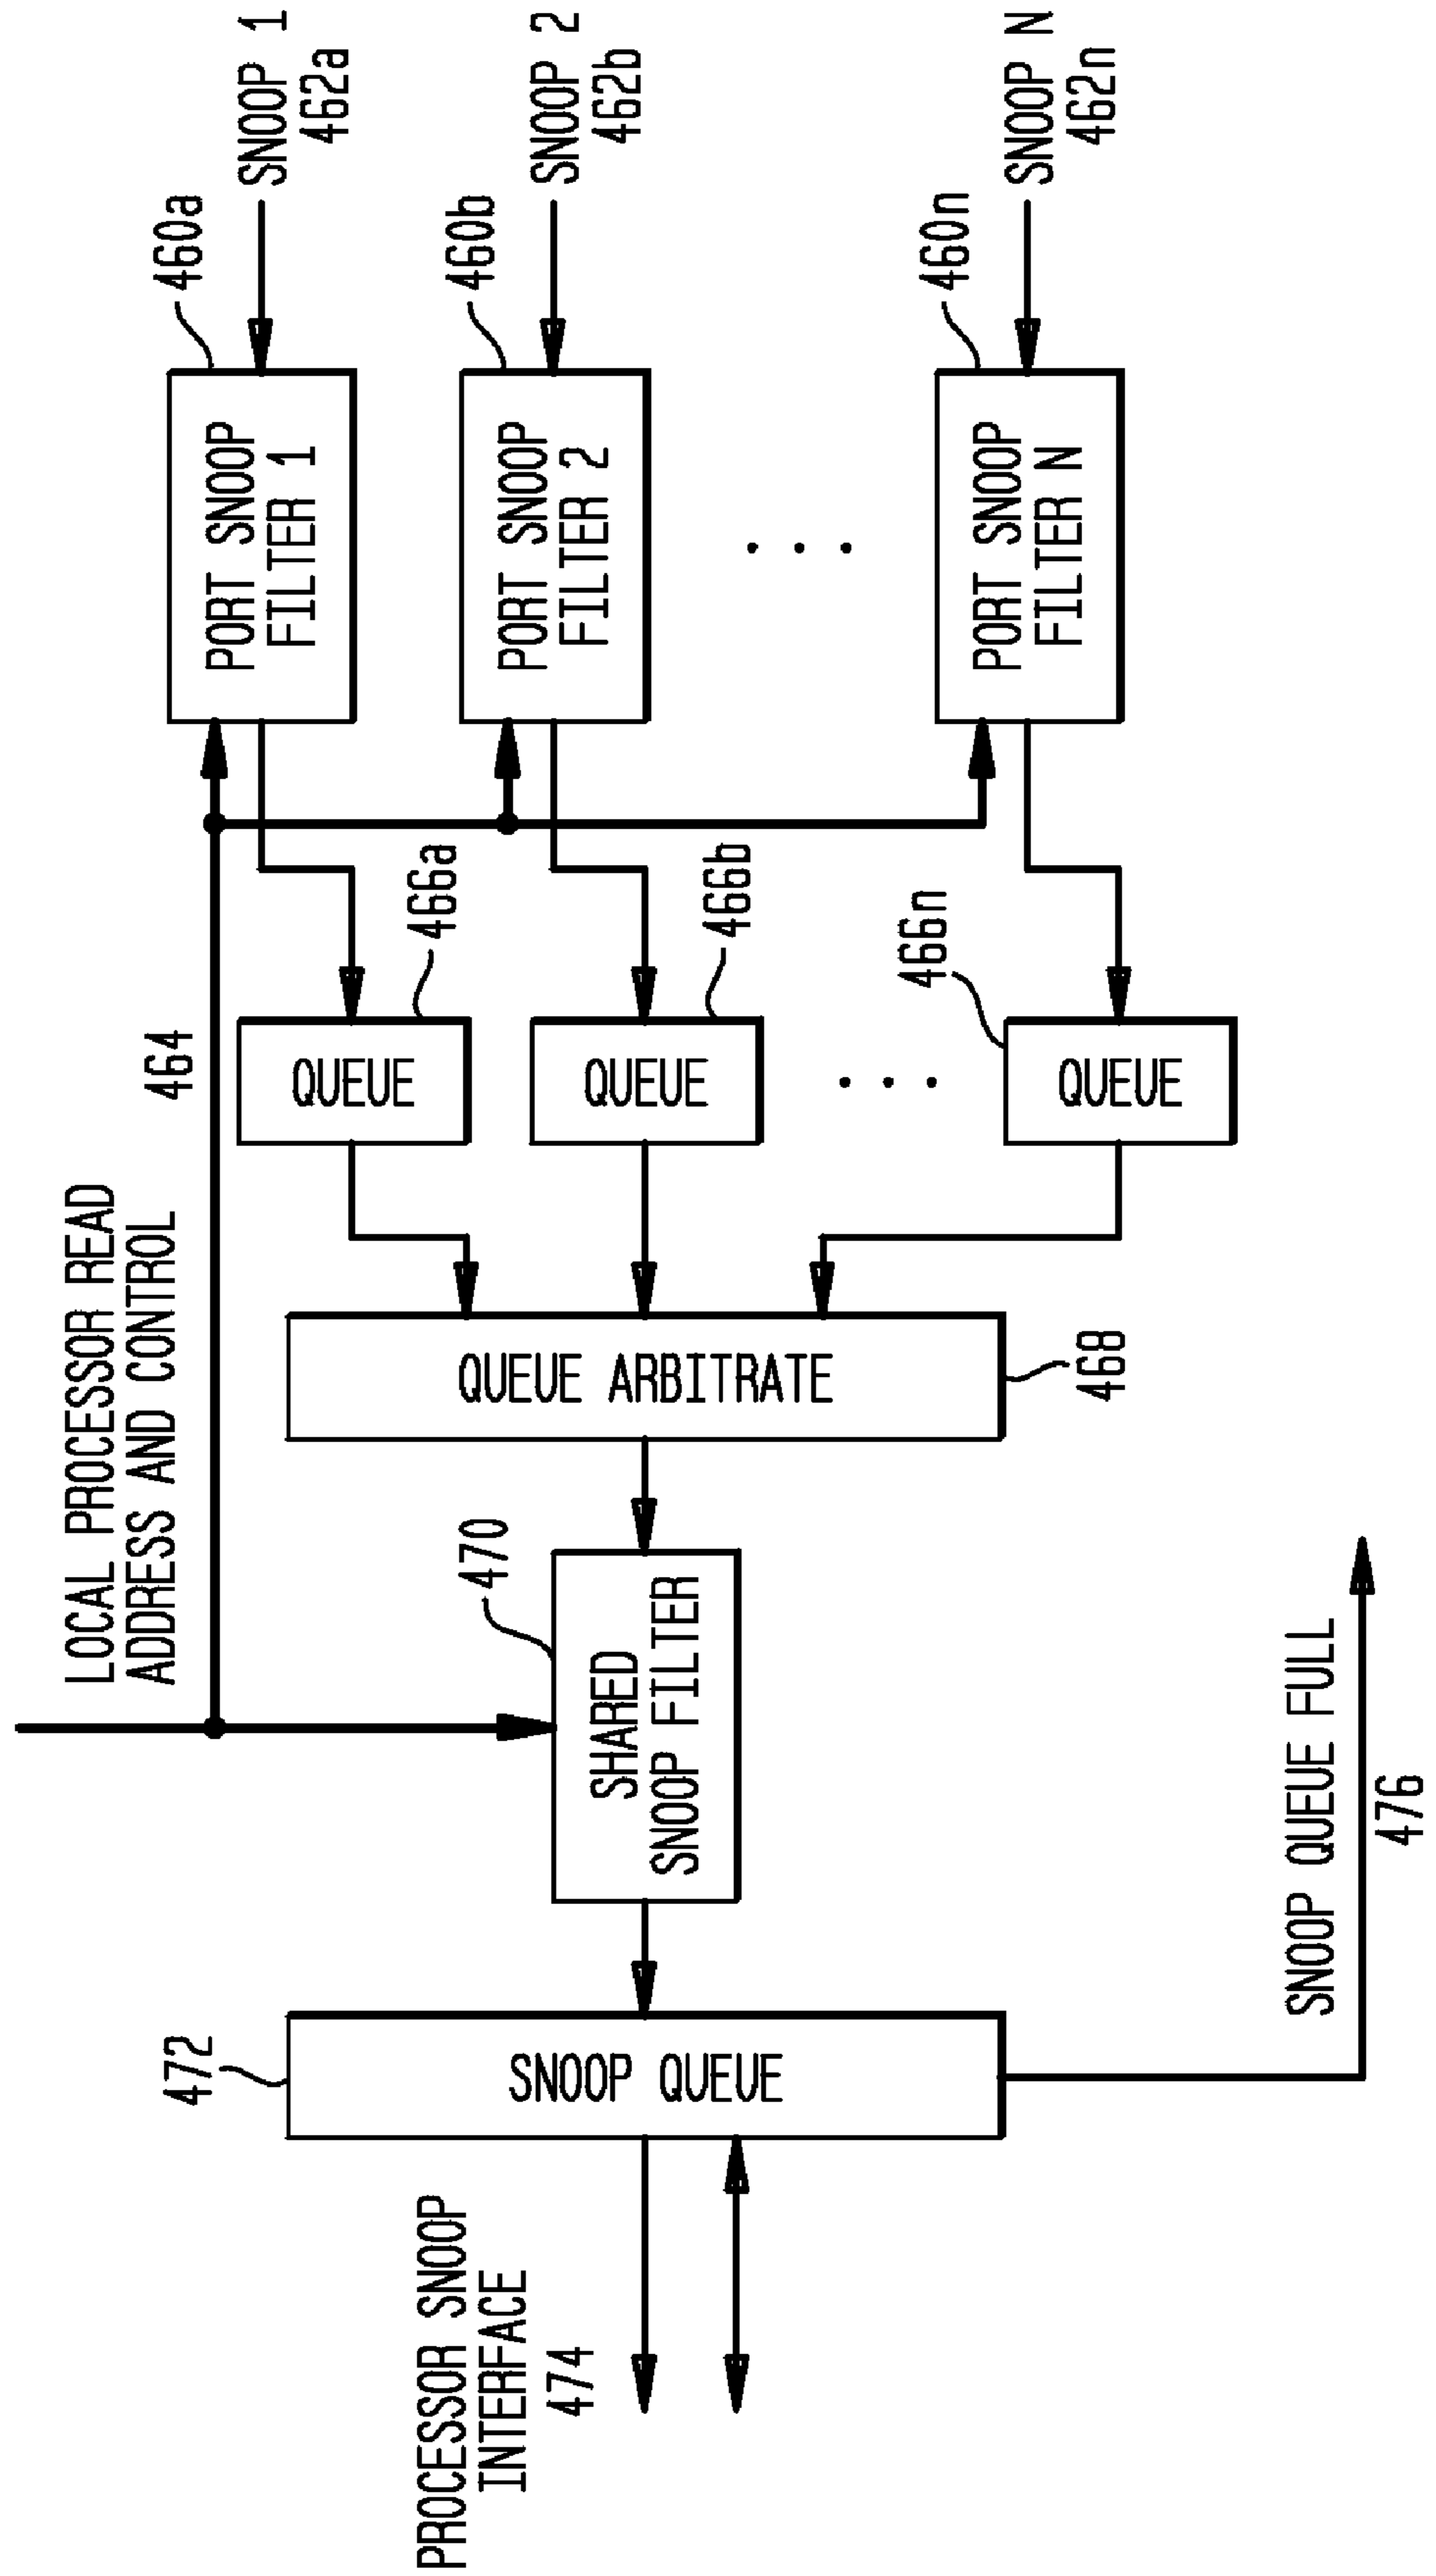 SNOOP 1
462a
SNOOP 2
462b
SNOOP N
462n
460a
460b
460n
PORT SNOOP
FILTER 1
PORT SNOOP
FILTER 2
. . .
PORT SNOOP
FILTER N
LOCAL PROCESSOR READ
ADDRESS AND CONTROL
464
466a
466b
466n
QUEUE
QUEUE
. . .
QUEUE
QUEUE ARBITRATE
468
470
SHARED
SNOOP FILTER
472
SNOOP QUEUE
SNOOP QUEUE FULL
476
PROCESSOR SNOOP
INTERFACE
474